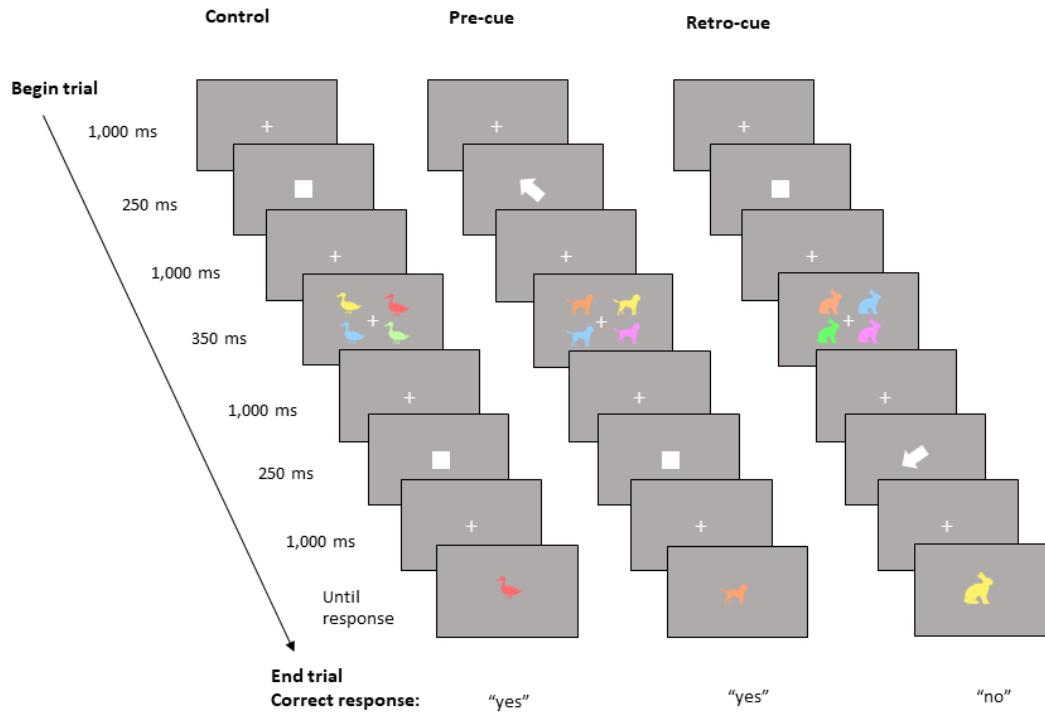 Control
Pre-cue
Retro-cue
Begin trial
1,000 ms
250 ms
1,000 ms
350 ms
1,000 ms
250 ms
1,000 ms
Until
response
End trial
Correct response:
“yes”
“yes”
“no”